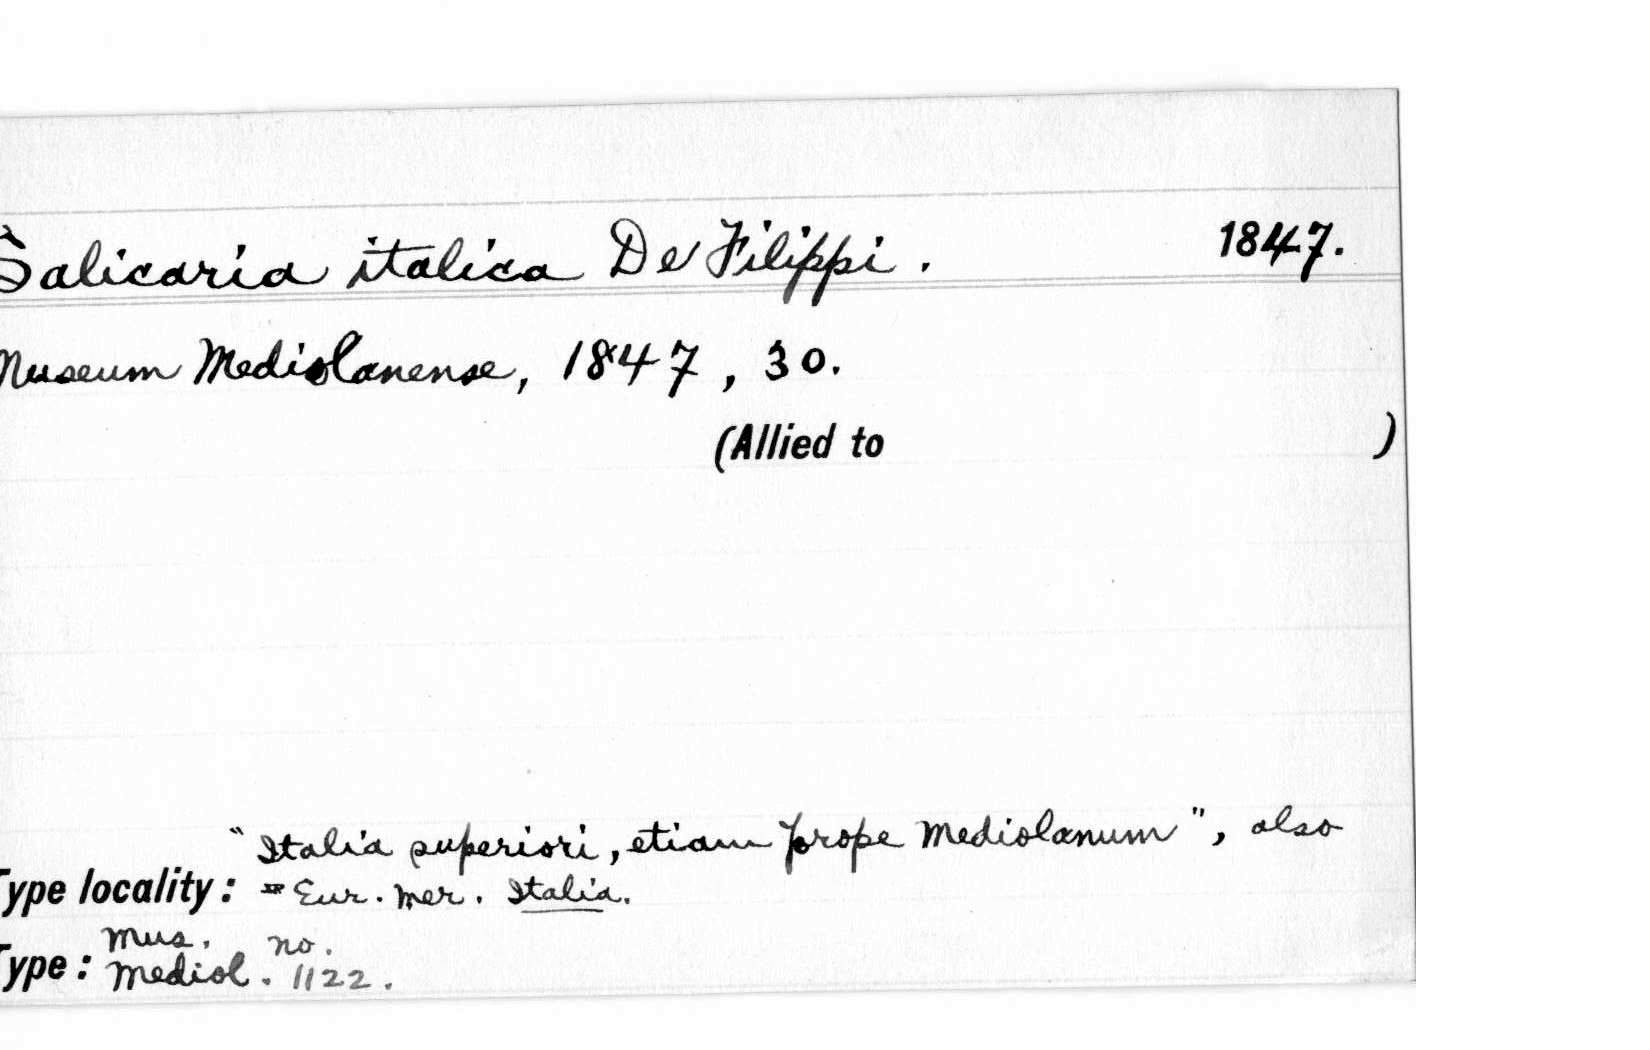 Salicaria italica De Filippi. 1847.
Museum Mediolanense, 1847, 30.
(Allied to )
"Italia superiori, etiam prope Mediolanum", also
Type locality: "Eur. mer. Italia.
Mus. no.
Type: Mediol. 1122.